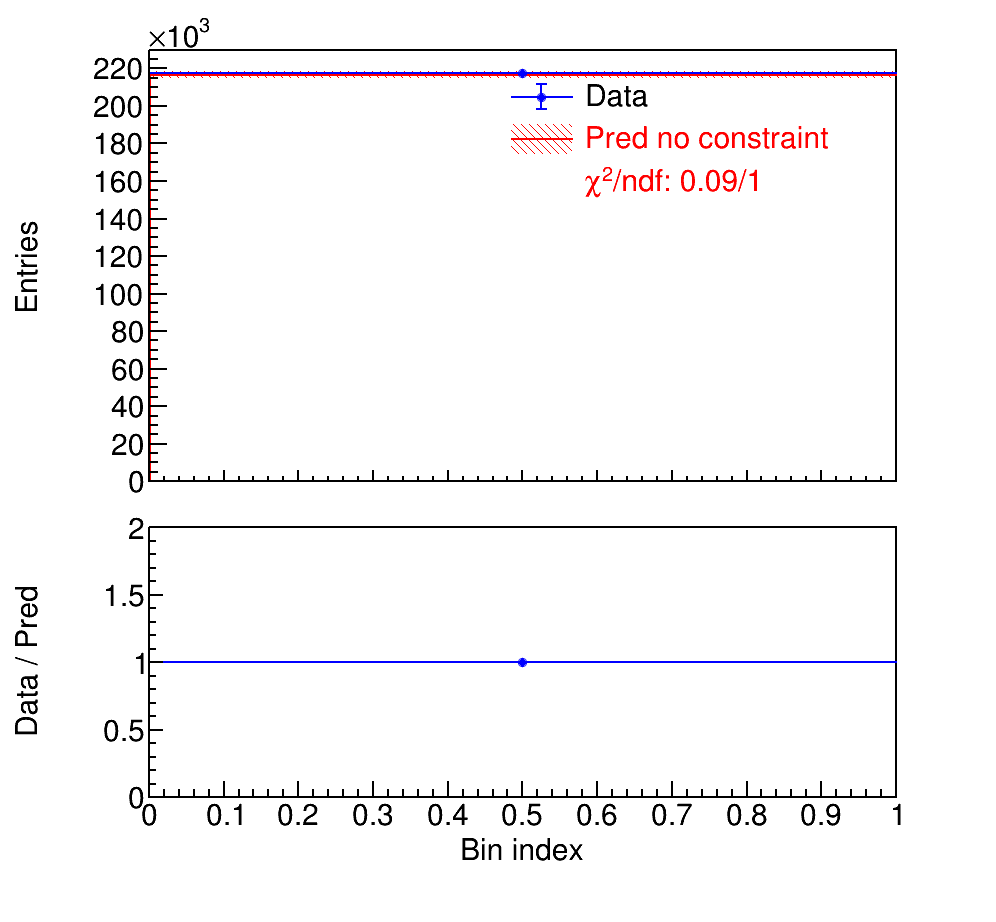 ×10³
220
200
180
160
140
120
100
80
60
40
20
0
Entries
Data
Pred no constraint
χ²/ndf: 0.09/1
2
1.5
1
0.5
0
Data / Pred
0 0.1 0.2 0.3 0.4 0.5 0.6 0.7 0.8 0.9 1
Bin index